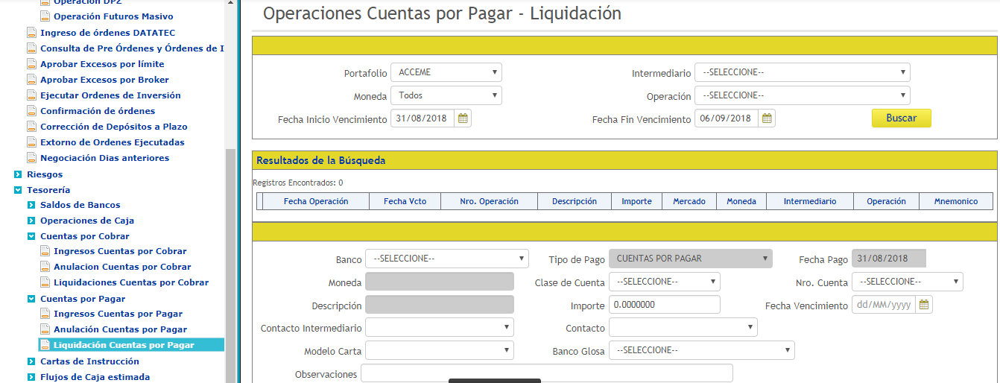 Operación DPZ
Operación Futuros Masivo
Ingreso de órdenes DATATEC
Consulta de Pre Órdenes y Órdenes de I
Aprobar Excesos por límite
Aprobar Excesos por Broker
Ejecutar Ordenes de Inversión
Confirmación de órdenes
Corrección de Depósitos a Plazo
Extorno de Ordenes Ejecutadas
Negociación Dias anteriores
Riesgos
Tesorería
Saldos de Bancos
Operaciones de Caja
Cuentas por Cobrar
Ingresos Cuentas por Cobrar
Anulacion Cuentas por Cobrar
Liquidaciones Cuentas por Cobrar
Cuentas por Pagar
Ingresos Cuentas por Pagar
Anulación Cuentas por Pagar
Liquidación Cuentas por Pagar
Cartas de Instrucción
Flujos de Caja estimada
Operaciones Cuentas por Pagar - Liquidación
Portafolio ACCEME Intermediario --SELECCIONE--
Moneda Todos Operación --SELECCIONE--
Fecha Inicio Vencimiento 31/08/2018 Fecha Fin Vencimiento 06/09/2018 Buscar
Resultados de la Búsqueda
Registros Encontrados: 0
Fecha Operación Fecha Vcto Nro. Operación Descripción Importe Mercado Moneda Intermediario Operación Mnemonico
Banco --SELECCIONE-- Tipo de Pago CUENTAS POR PAGAR Fecha Pago 31/08/2018
Moneda Clase de Cuenta --SELECCIONE-- Nro. Cuenta --SELECCIONE--
Descripción Importe 0.0000000 Fecha Vencimiento dd/MM/yyyy
Contacto Intermediario Contacto
Modelo Carta Banco Glosa --SELECCIONE--
Observaciones